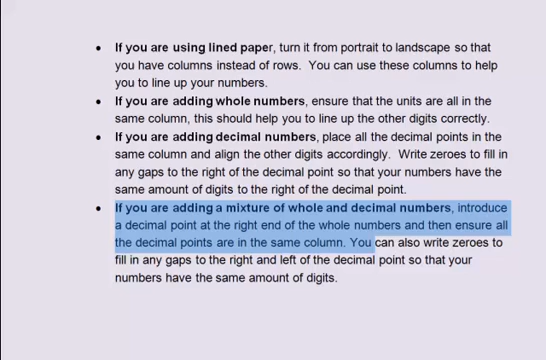 • If you are using lined paper, turn it from portrait to landscape so that
you have columns instead of rows. You can use these columns to help
you to line up your numbers.
• If you are adding whole numbers, ensure that the units are all in the
same column, this should help you to line up the other digits correctly.
• If you are adding decimal numbers, place all the decimal points in the
same column and align the other digits accordingly. Write zeroes to fill in
any gaps to the right of the decimal point so that your numbers have the
same amount of digits to the right of the decimal point.
• If you are adding a mixture of whole and decimal numbers, introduce
a decimal point at the right end of the whole numbers and then ensure all
the decimal points are in the same column. You can also write zeroes to
fill in any gaps to the right and left of the decimal point so that your
numbers have the same amount of digits.